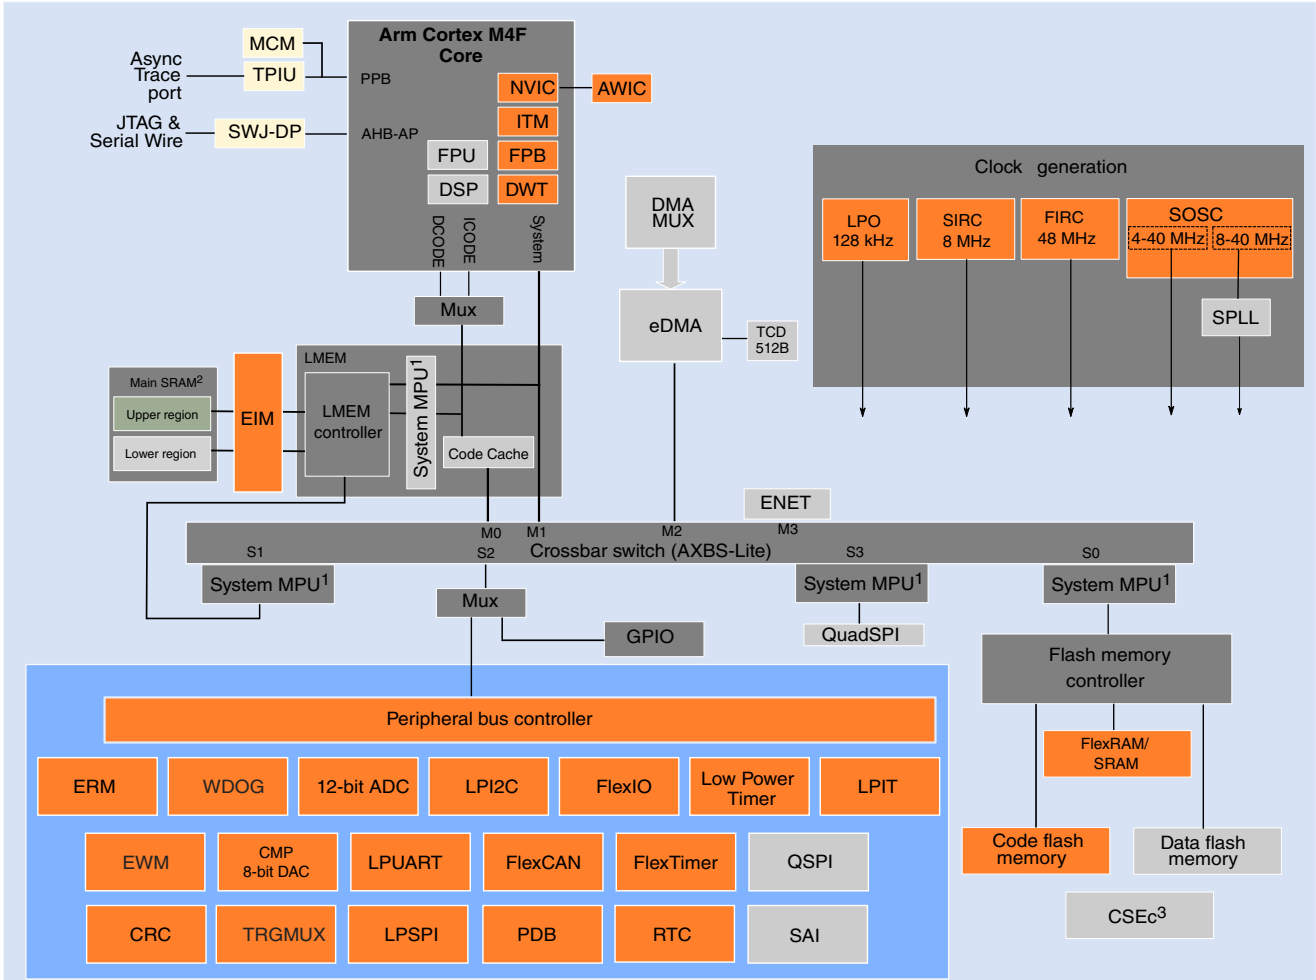 Arm Cortex M4F
Core
MCM
TPIU
Async
Trace
port
PPB
NVIC
AWIC
ITM
JTAG &
Serial Wire
SWJ-DP
AHB-AP
FPU
FPB
DSP
DWT
DCODE
ICODE
System
Mux
DMA
MUX
eDMA
TCD
512B
Clock generation
LPO
128 kHz
SIRC
8 MHz
FIRC
48 MHz
SOSC
4-40 MHz
8-40 MHz
SPLL
LMEM
Main SRAM2
Upper region
Lower region
EIM
LMEM
controller
System MPU1
Code Cache
ENET
M0
M1
M2
M3
Crossbar switch (AXBS-Lite)
S1
S2
S3
S0
System MPU1
System MPU1
System MPU1
Mux
GPIO
QuadSPI
Flash memory
controller
Peripheral bus controller
FlexRAM/
SRAM
ERM
WDOG
12-bit ADC
LPI2C
FlexIO
Low Power
Timer
LPIT
EWM
CMP
8-bit DAC
LPUART
FlexCAN
FlexTimer
QSPI
Code flash
memory
Data flash
memory
CRC
TRGMUX
LPSPI
PDB
RTC
SAI
CSEc3